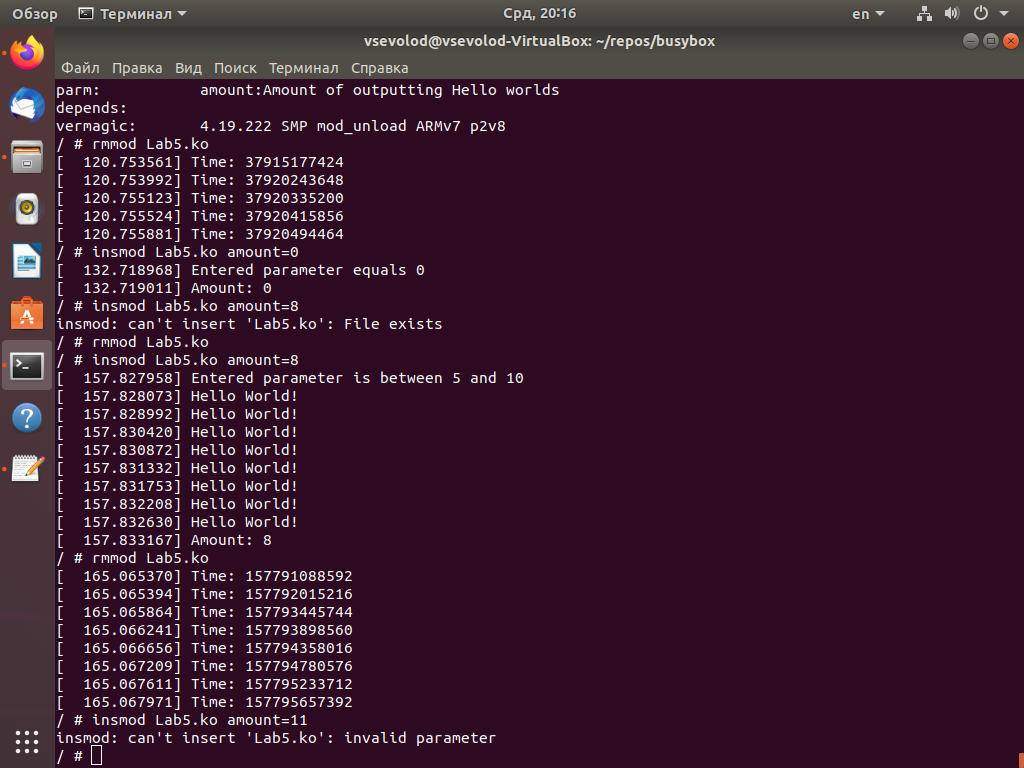 Обзор Терминал Срд, 20:16 en
vsevolod@vsevolod-VirtualBox: ~/repos/busybox
Файл Правка Вид Поиск Терминал Справка
parm:           amount:Amount of outputting Hello worlds
depends:
vermagic:       4.19.222 SMP mod_unload ARMv7 p2v8
/ # rmmod Lab5.ko
[  120.753561] Time: 37915177424
[  120.753992] Time: 37920243648
[  120.755123] Time: 37920335200
[  120.755524] Time: 37920415856
[  120.755881] Time: 37920494464
/ # insmod Lab5.ko amount=0
[  132.718968] Entered parameter equals 0
[  132.719011] Amount: 0
/ # insmod Lab5.ko amount=8
insmod: can't insert 'Lab5.ko': File exists
/ # rmmod Lab5.ko
/ # insmod Lab5.ko amount=8
[  157.827958] Entered parameter is between 5 and 10
[  157.828073] Hello World!
[  157.828992] Hello World!
[  157.830420] Hello World!
[  157.830872] Hello World!
[  157.831332] Hello World!
[  157.831753] Hello World!
[  157.832208] Hello World!
[  157.832630] Hello World!
[  157.833167] Amount: 8
/ # rmmod Lab5.ko
[  165.065370] Time: 157791088592
[  165.065394] Time: 157792015216
[  165.065864] Time: 157793445744
[  165.066241] Time: 157793898560
[  165.066656] Time: 157794358016
[  165.067209] Time: 157794780576
[  165.067611] Time: 157795233712
[  165.067971] Time: 157795657392
/ # insmod Lab5.ko amount=11
insmod: can't insert 'Lab5.ko': invalid parameter
/ #